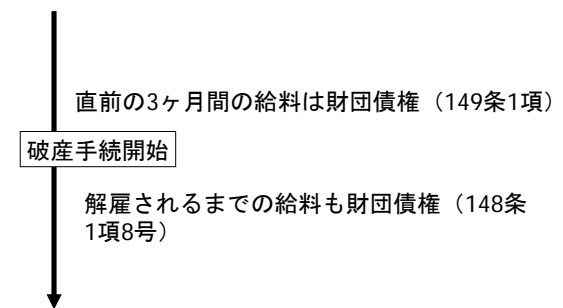 直前の3ヶ月間の給料は財団債権（149条1項）
破産手続開始
解雇されるまでの給料も財団債権（148条
1項8号）